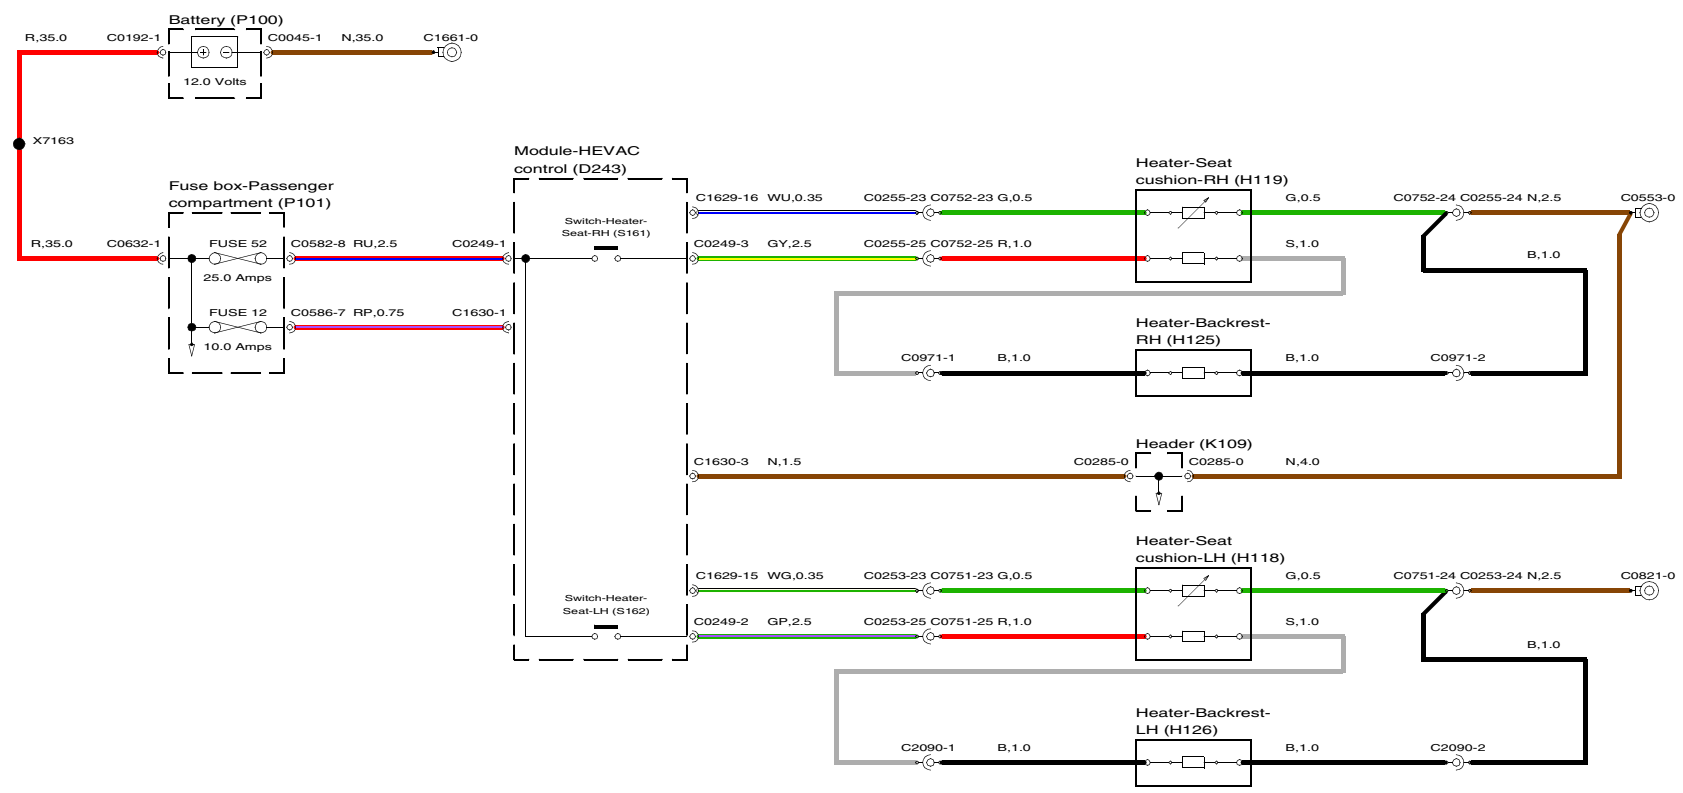 Battery (P100)
R,35.0 C0192-1 C0045-1 N,35.0 C1661-0
12.0 Volts
X7163
Fuse box-Passenger
compartment (P101)
R,35.0 C0632-1 FUSE 52 C0582-8 RU,2.5 C0249-1
25.0 Amps
FUSE 12 C0586-7 RP,0.75 C1630-1
10.0 Amps
Module-HEVAC
control (D243)
Switch-Heater-
Seat-RH (S161)
Switch-Heater-
Seat-LH (S162)
Heater-Seat
cushion-RH (H119)
C1629-16 WU,0.35 C0255-23 C0752-23 G,0.5 G,0.5 C0752-24 C0255-24 N,2.5 C0553-0
C0249-3 GY,2.5 C0255-25 C0752-25 R,1.0 S,1.0 B,1.0
Heater-Backrest-
RH (H125)
C0971-1 B,1.0 B,1.0 C0971-2
Header (K109)
C1630-3 N,1.5 C0285-0 C0285-0 N,4.0
Heater-Seat
cushion-LH (H118)
C1629-15 WG,0.35 C0253-23 C0751-23 G,0.5 G,0.5 C0751-24 C0253-24 N,2.5 C0821-0
C0249-2 GP,2.5 C0253-25 C0751-25 R,1.0 S,1.0
B,1.0
Heater-Backrest-
LH (H126)
C2090-1 B,1.0 B,1.0 C2090-2